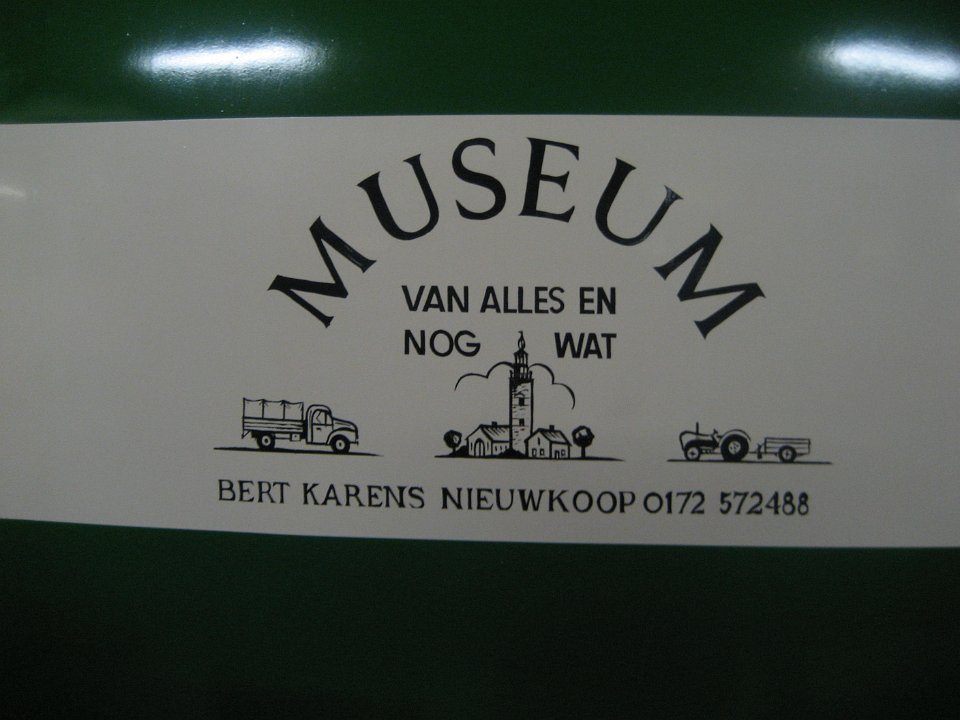 MUSEUM
VAN ALLES EN
NOG WAT
BERT KARENS NIEUWKOOP 0172 572488